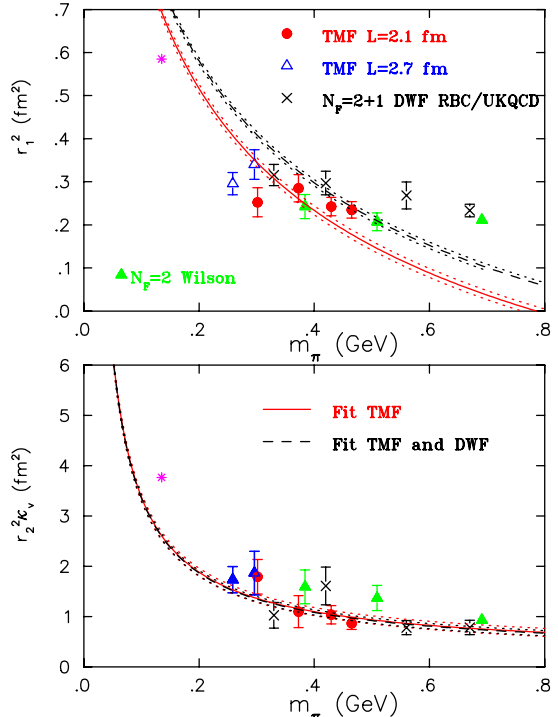 .7
.6
.5
.4
.3
.2
.1
.0
r₁² (fm²)
TMF L=2.1 fm
TMF L=2.7 fm
N_F=2+1 DWF RBC/UKQCD
N_F=2 Wilson
.0 .2 .4 .6 .8
m_π (GeV)
6
5
4
3
2
1
0
r₂²κ_v (fm²)
Fit TMF
Fit TMF and DWF
.0 .2 .4 .6 .8
m_π (GeV)